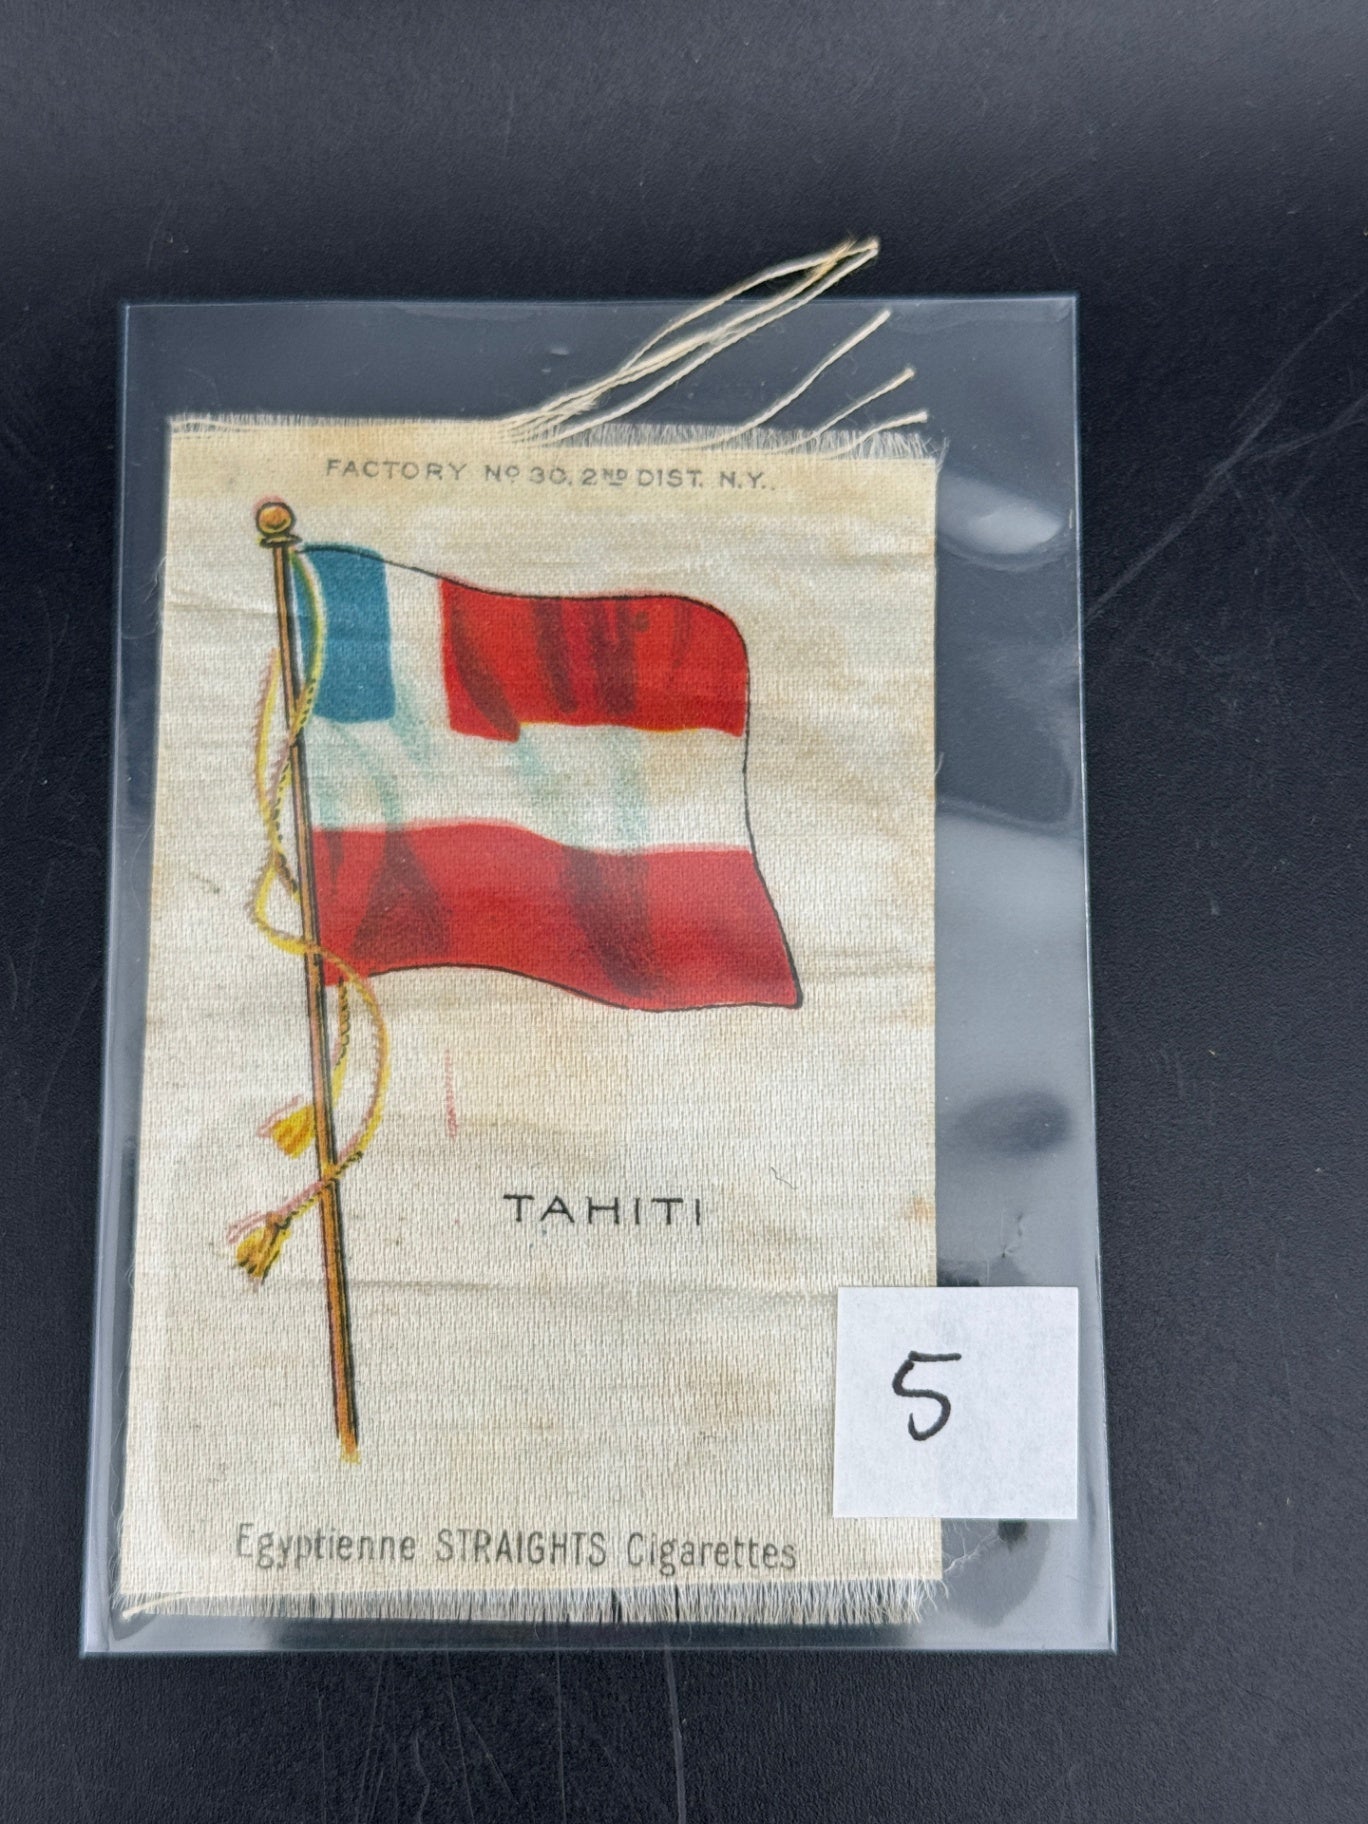 FACTORY Nº 30, 2ND DIST. N.Y.
TAHITI
5
Egyptienne STRAIGHTS Cigarettes